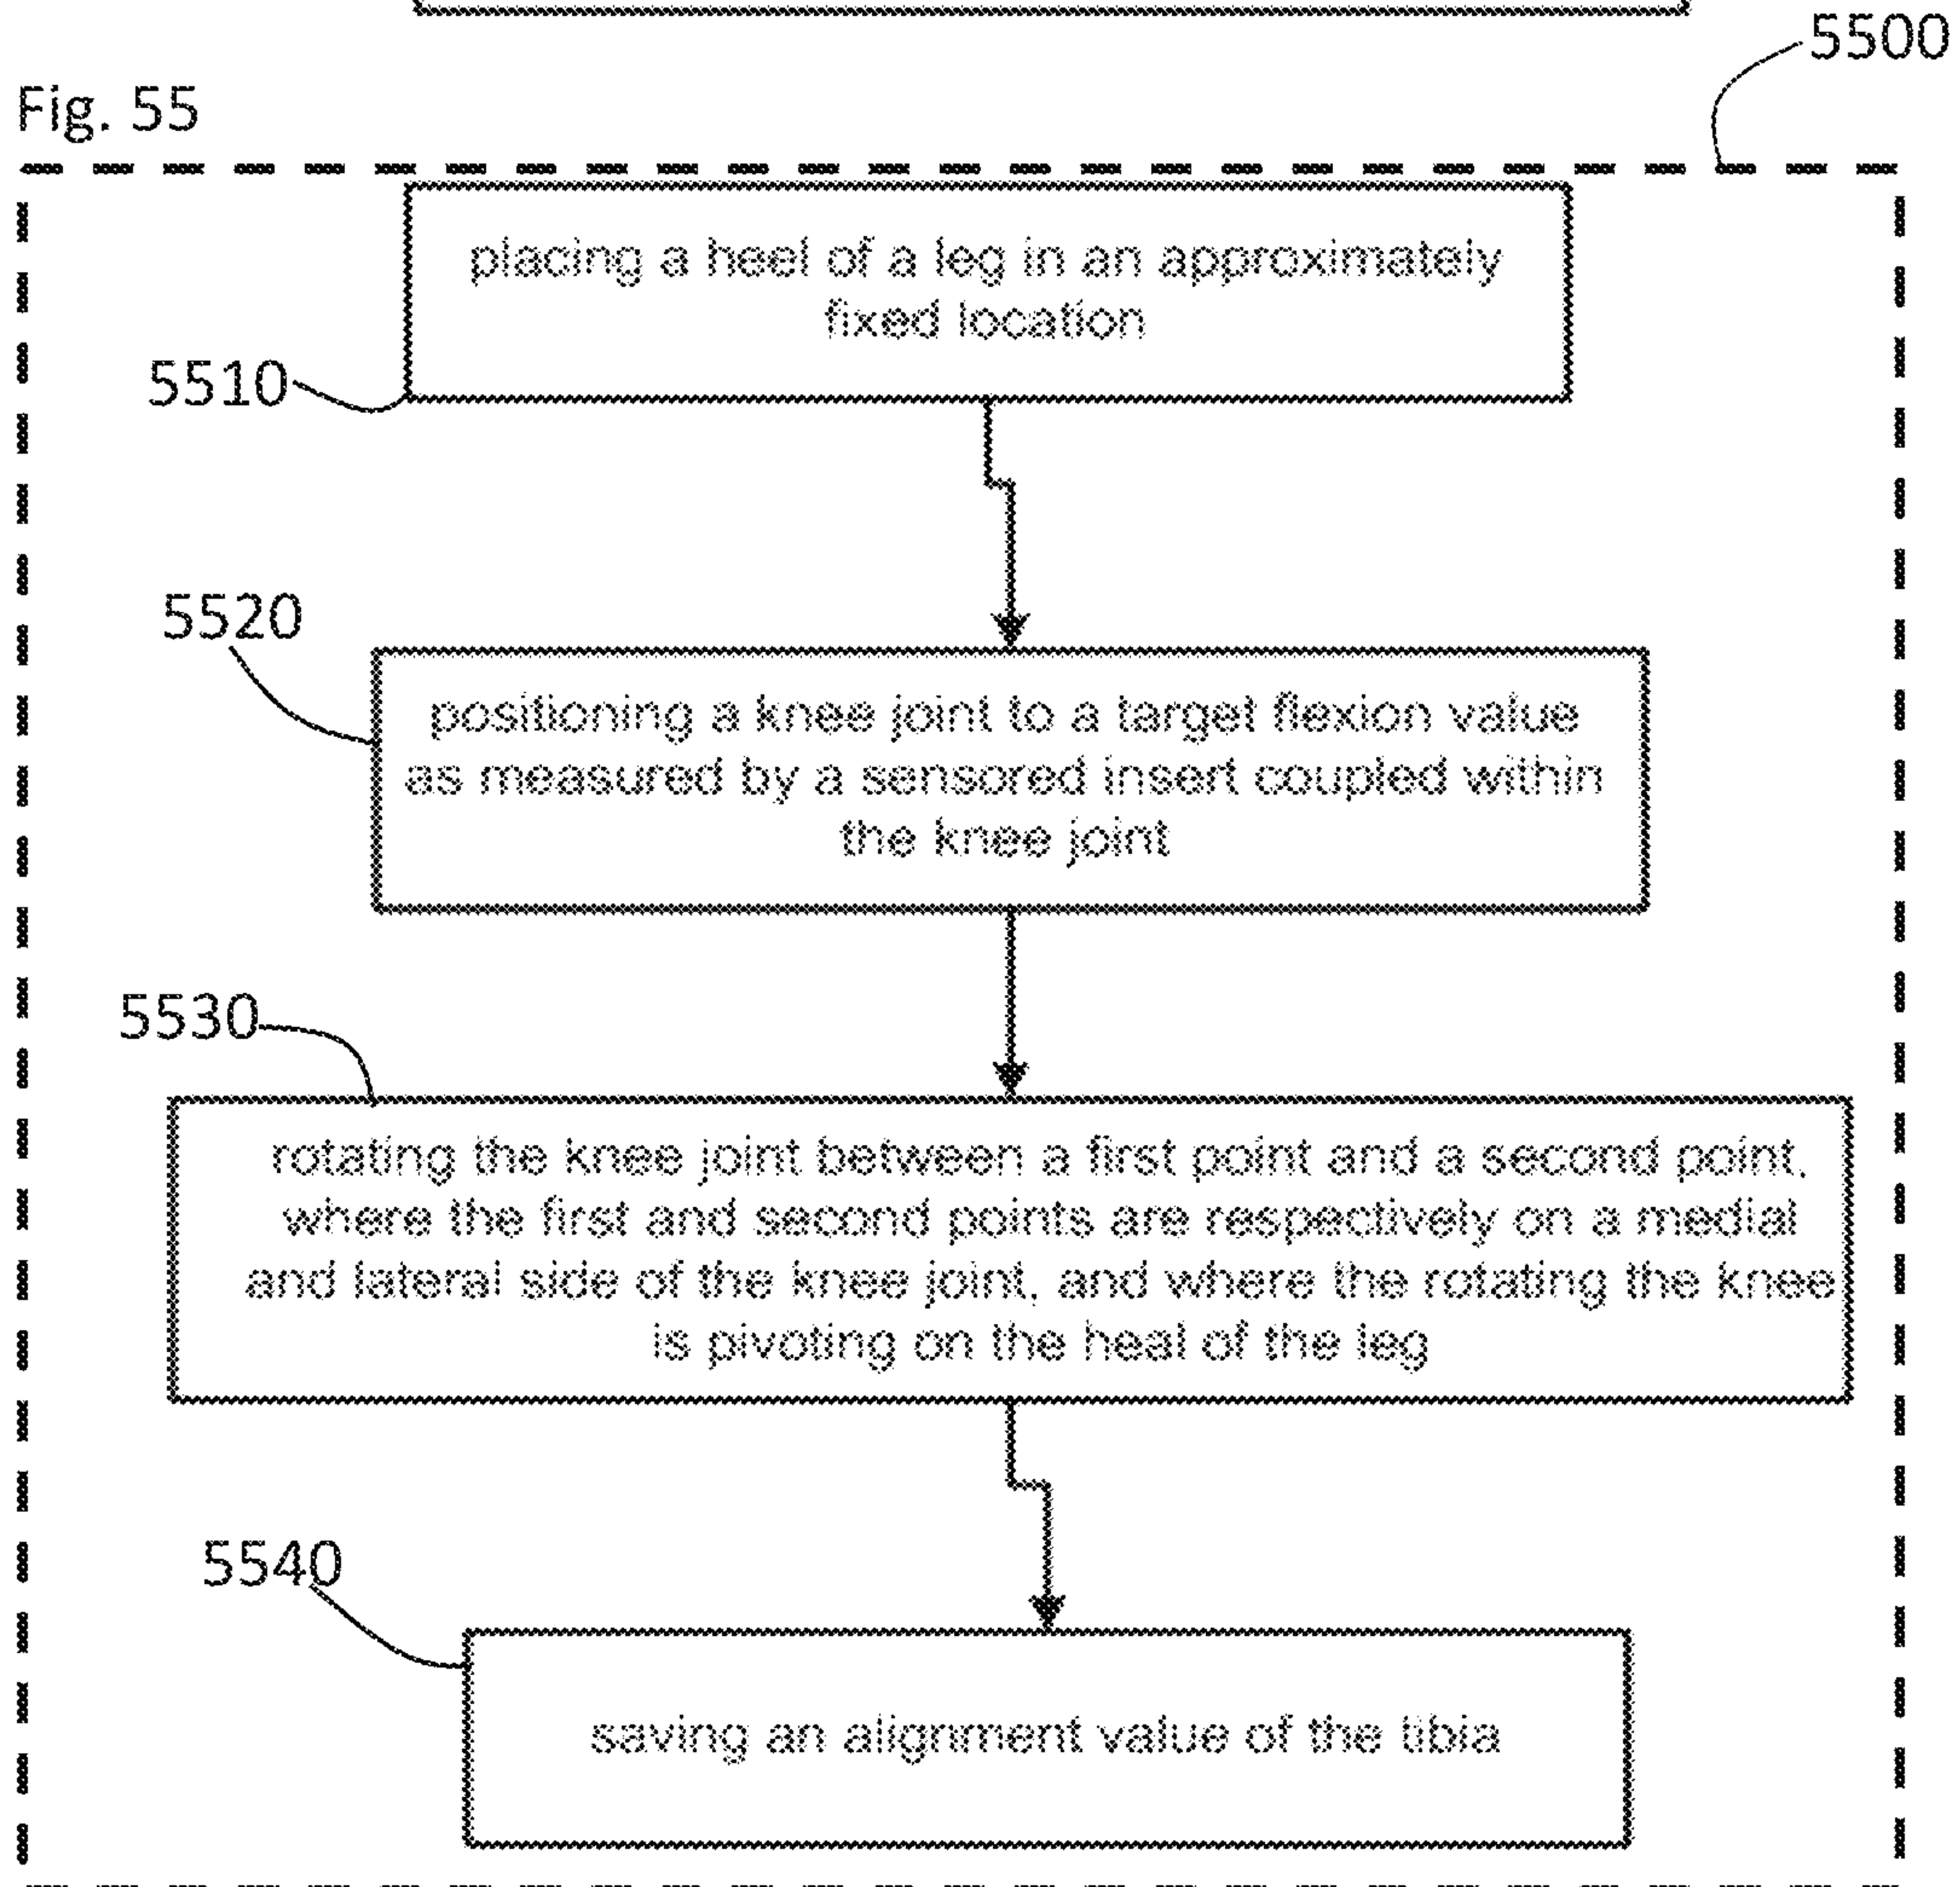 5500
Fig. 55
placing a heel of a leg in an approximately
fixed location
5510
5520
positioning a knee joint to a target flexion value
as measured by a sensored insert coupled within
the knee joint
5530
rotating the knee joint between a first point and a second point,
where the first and second points are respectively on a medial
and lateral side of the knee joint, and where the rotating the knee
is pivoting on the heal of the leg
5540
saving an alignment value of the tibia